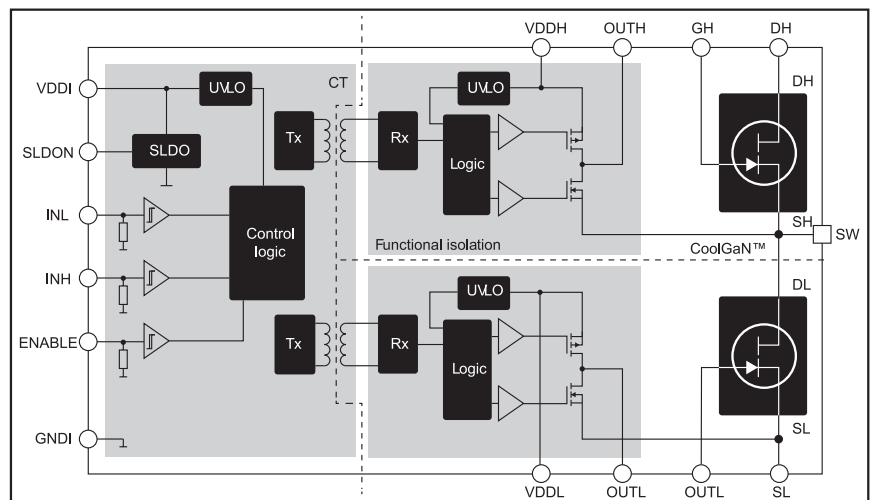 VDDH
OUTH
GH
DH
VDDI
UVLO
CT
UVLO
DH
Tx
Rx
SLDON
SLDO
Logic
INL
Control
logic
SH
SW
Functional isolation
CoolGaN™
INH
UVLO
DL
ENABLE
Tx
Rx
Logic
SL
GNDI
VDDL
OUTL
OUTL
SL